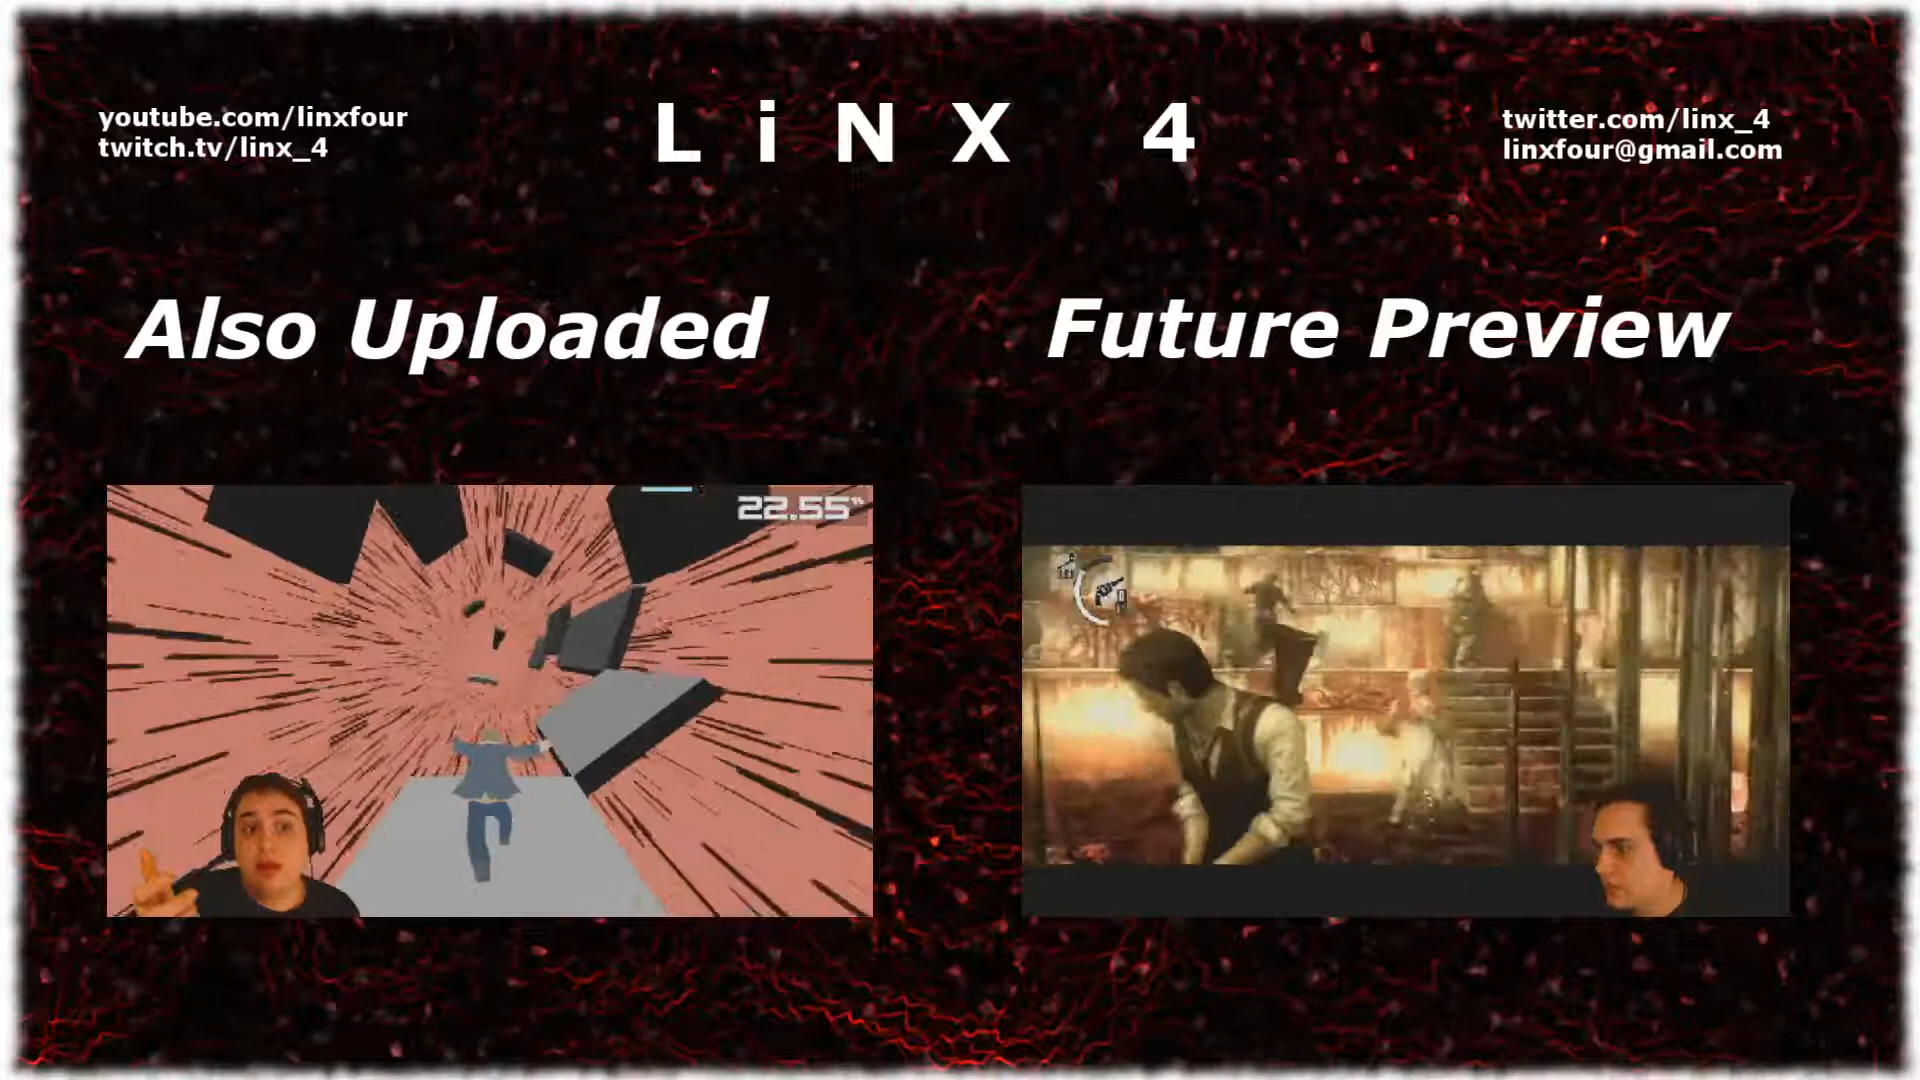 youtube.com/linxfour
twitch.tv/linx_4
LiNX 4
twitter.com/linx_4
linxfour@gmail.com
Also Uploaded
Future Preview
22.55